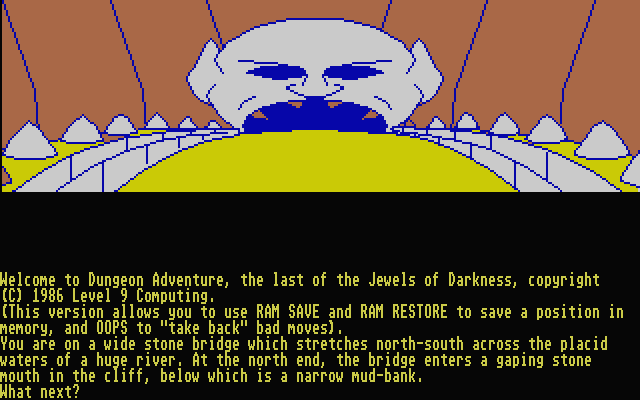 Welcome to Dungeon Adventure, the last of the Jewels of Darkness, copyright
(C) 1986 Level 9 Computing.
(This version allows you to use RAM SAVE and RAM RESTORE to save a position in
memory, and OOPS to "take back" bad moves).
You are on a wide stone bridge which stretches north-south across the placid
waters of a huge river. At the north end, the bridge enters a gaping stone
mouth in the cliff, below which is a narrow mud-bank.
What next?